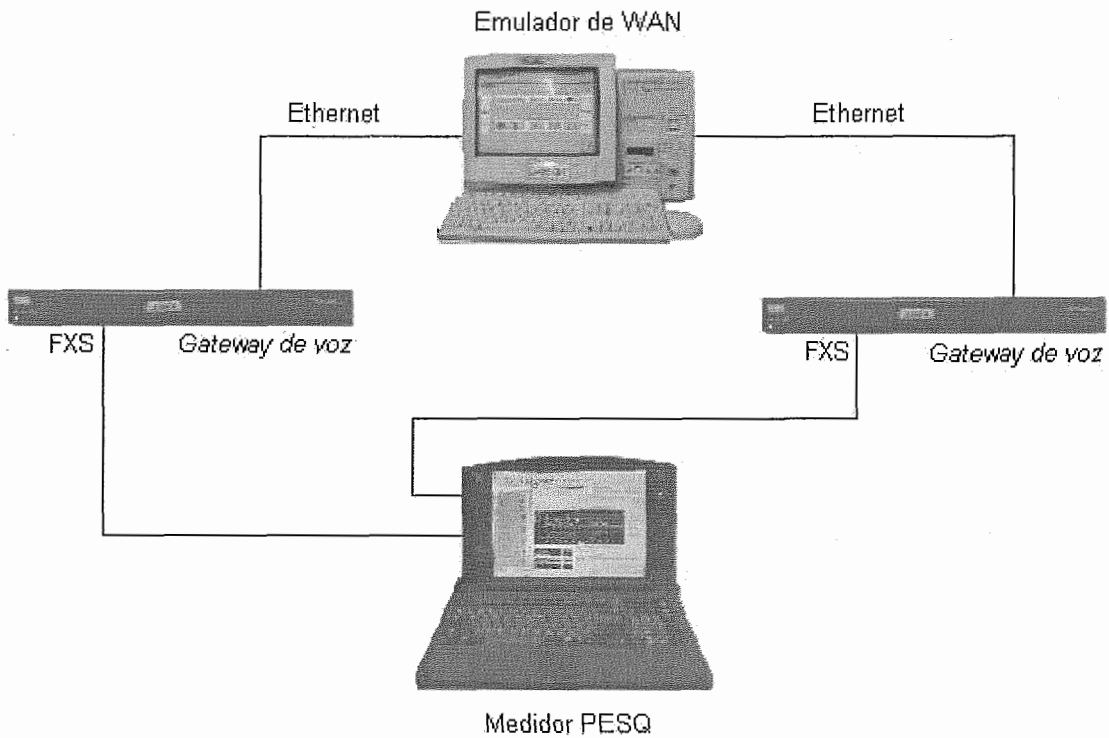 Emulador de WAN
Ethernet
Ethernet
FXS
Gateway de voz
FXS
Gateway de voz
Medidor PESQ